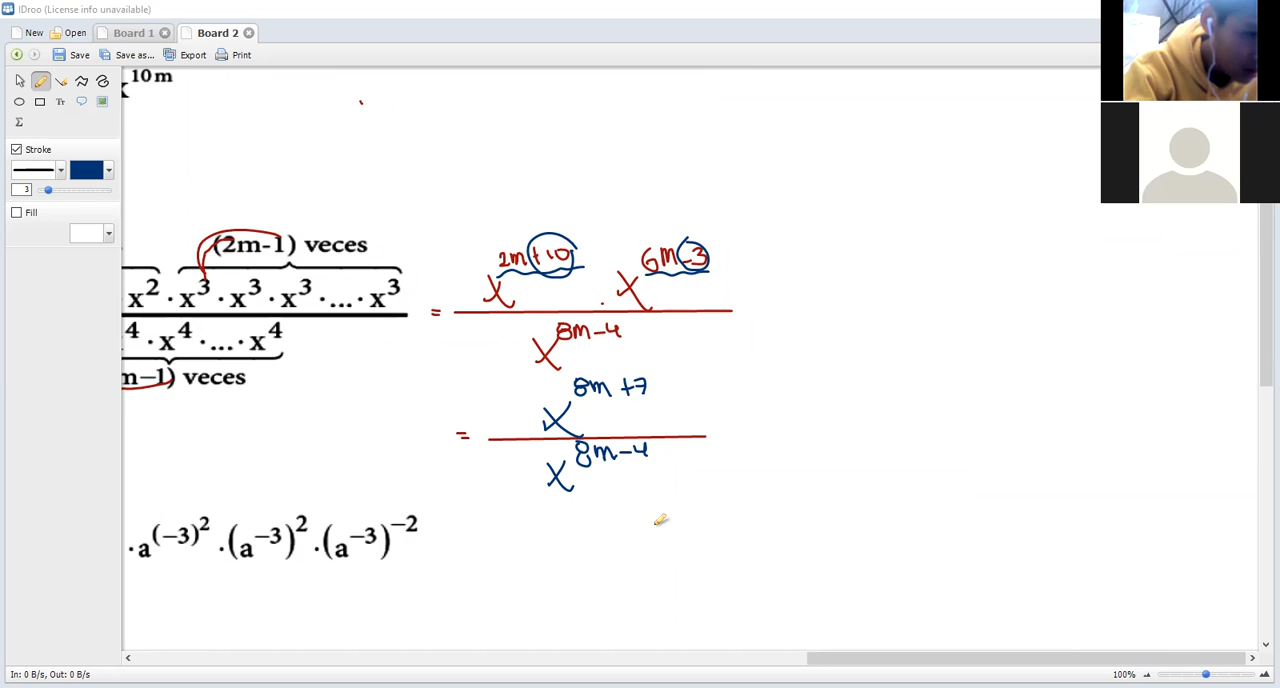 IDroo (License info unavailable)
New Open Board 1 Board 2
Save Save as... Export Print
10m
Tr
Σ
Stroke
3
Fill
(2m-1) veces
x² · x³ · x³ · x³ · ... · x³ = x^(2m+10) · x^(6m-3)
⁴ · x⁴ · ... · x⁴ x^(8m-4)
m−1) veces
= x^(8m+7)
x^(8m-4)
· a^(−3)² · (a⁻³)² · (a⁻³)⁻²
In: 0 B/s, Out: 0 B/s 100%